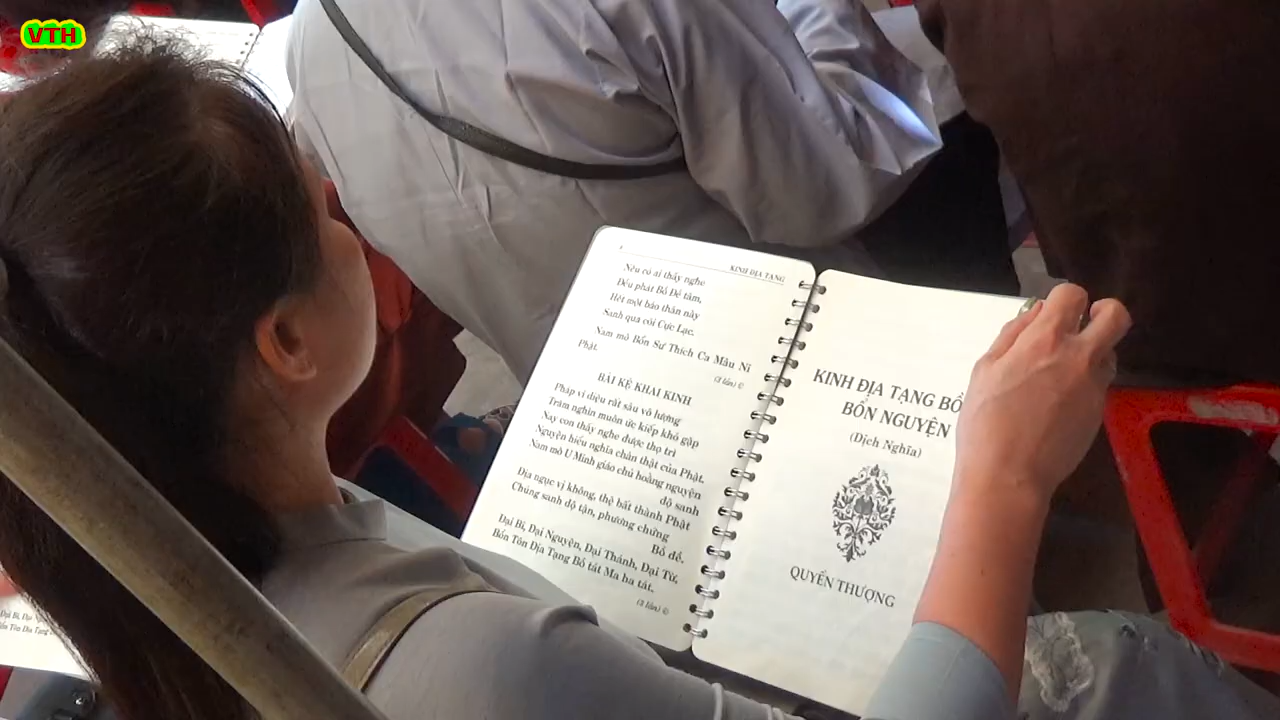 VTH
KINH ĐỊA TẠNG
Nếu có ai thấy nghe
Đều phát Bồ Đề tâm,
Hết một báo thân này
Sanh qua cõi Cực Lạc.
Nam mô Bổn Sư Thích Ca Mâu Ni
Phật.
(3 lần) ©
BÀI KỆ KHAI KINH
Pháp vi diệu rất sâu vô lượng
Trăm nghìn muôn ức kiếp khó gặp
Nay con thấy nghe được thọ trì
Nguyện hiểu nghĩa chân thật của Phật.
Nam mô U Minh giáo chủ hoằng nguyện
độ sanh
Địa ngục vị không, thệ bất thành Phật
Chúng sanh độ tận, phương chứng
Bồ đề.
Đại Bi, Đại Nguyện, Đại Thánh, Đại Từ,
Bổn Tôn Địa Tạng Bồ tát Ma ha tát.
(3 lần) ©
KINH ĐỊA TẠNG BỒ
BỔN NGUYỆN
(Dịch Nghĩa)
QUYỂN THƯỢNG